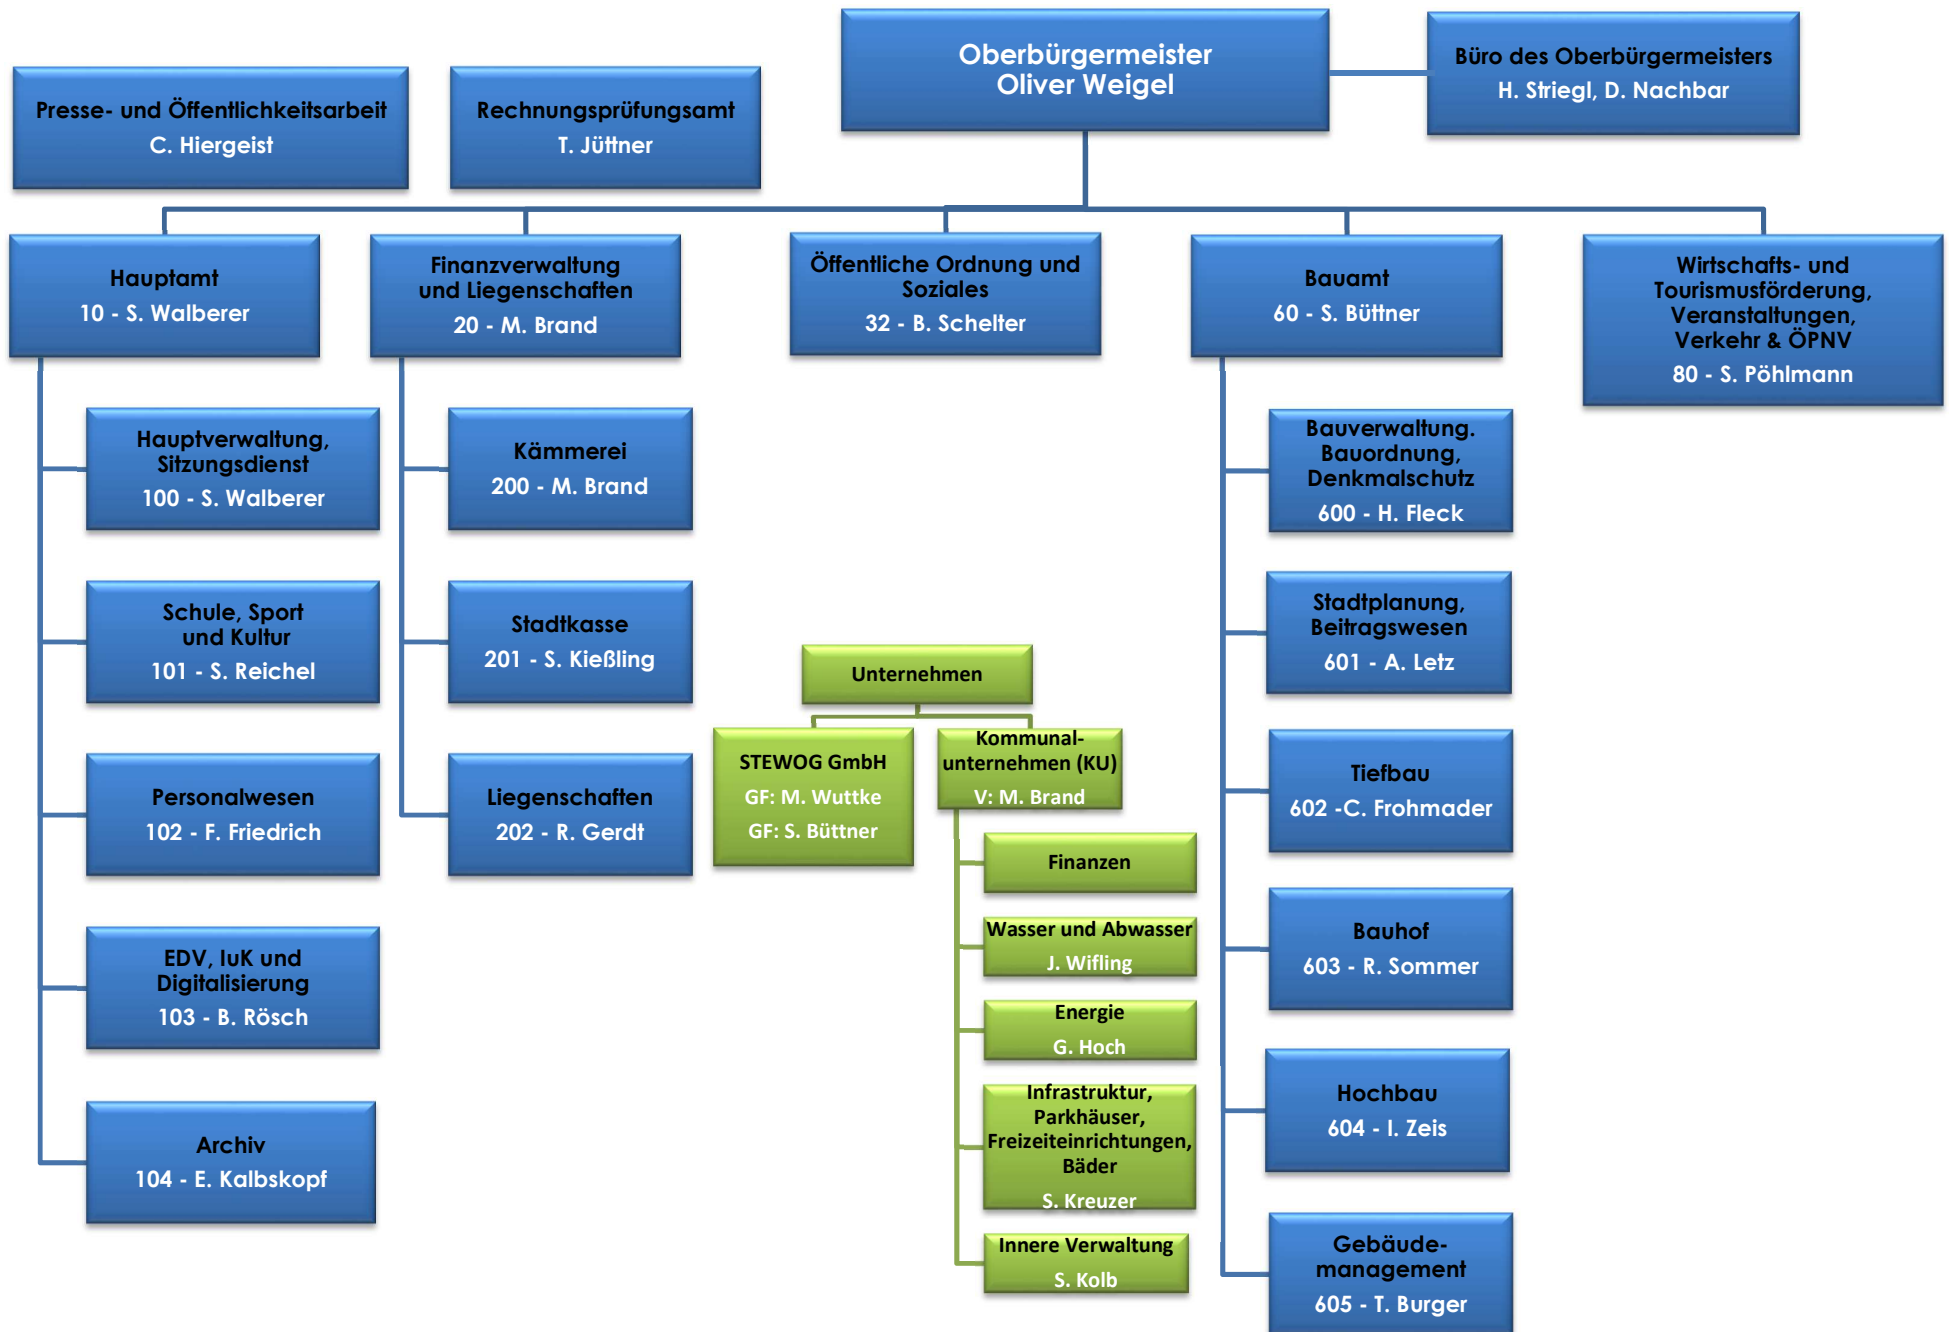 Oberbürgermeister
Oliver Weigel
Büro des Oberbürgermeisters
H. Striegl, D. Nachbar
Presse- und Öffentlichkeitsarbeit
C. Hiergeist
Rechnungsprüfungsamt
T. Jüttner
Hauptamt
10 - S. Walberer
Finanzverwaltung
und Liegenschaften
20 - M. Brand
Öffentliche Ordnung und
Soziales
32 - B. Schelter
Bauamt
60 - S. Büttner
Wirtschafts- und
Tourismusförderung,
Veranstaltungen,
Verkehr & ÖPNV
80 - S. Pöhlmann
Hauptverwaltung,
Sitzungsdienst
100 - S. Walberer
Schule, Sport
und Kultur
101 - S. Reichel
Personalwesen
102 - F. Friedrich
EDV, IuK und
Digitalisierung
103 - B. Rösch
Archiv
104 - E. Kalbskopf
Kämmerei
200 - M. Brand
Stadtkasse
201 - S. Kießling
Liegenschaften
202 - R. Gerdt
Unternehmen
STEWOG GmbH
GF: M. Wuttke
GF: S. Büttner
Kommunal-
unternehmen (KU)
V: M. Brand
Finanzen
Wasser und Abwasser
J. Wifling
Energie
G. Hoch
Infrastruktur,
Parkhäuser,
Freizeiteinrichtungen,
Bäder
S. Kreuzer
Innere Verwaltung
S. Kolb
Bauverwaltung.
Bauordnung,
Denkmalschutz
600 - H. Fleck
Stadtplanung,
Beitragswesen
601 - A. Letz
Tiefbau
602 -C. Frohmader
Bauhof
603 - R. Sommer
Hochbau
604 - I. Zeis
Gebäude-
management
605 - T. Burger